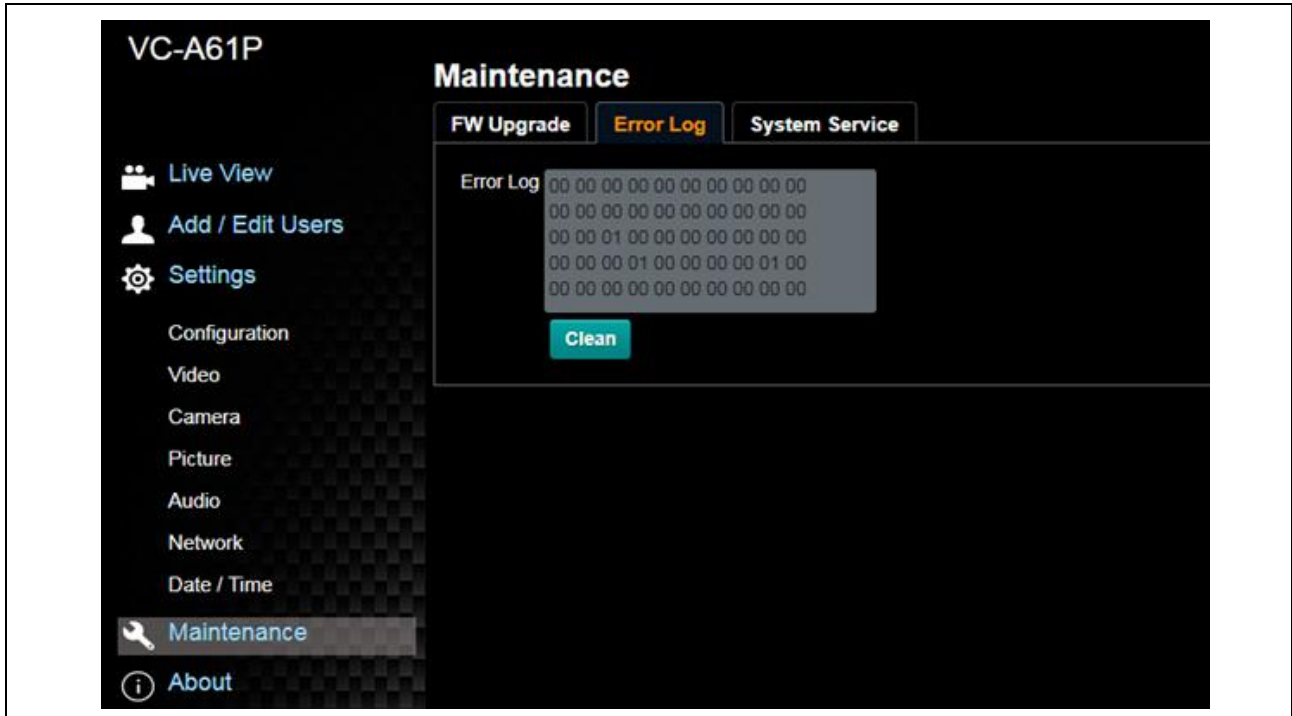 VC-A61P
Maintenance
FW Upgrade Error Log System Service
Live View
Add / Edit Users
Settings
Configuration
Video
Camera
Picture
Audio
Network
Date / Time
Maintenance
About
Error Log
00 00 00 00 00 00 00 00 00 00
00 00 00 00 00 00 00 00 00 00
00 00 01 00 00 00 00 00 00 00
00 00 00 01 00 00 00 00 01 00
00 00 00 00 00 00 00 00 00 00
Clean